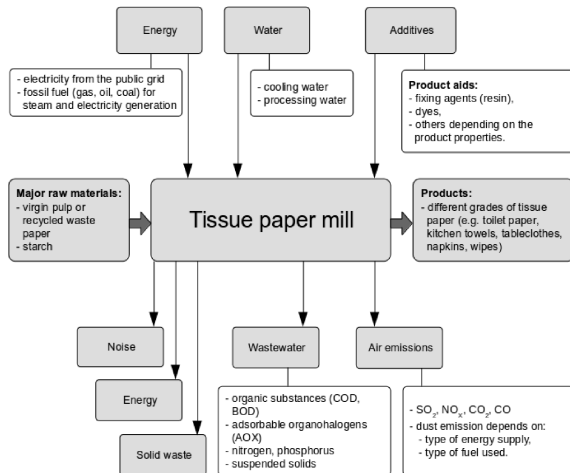 Energy
Water
Additives
- electricity from the public grid
- fossil fuel (gas, oil, coal) for
steam and electricity generation
- cooling water
- processing water
Product aids:
- fixing agents (resin),
- dyes,
- others depending on the
product properties.
Major raw materials:
- virgin pulp or
recycled waste
paper
- starch
Tissue paper mill
Products:
- different grades of tissue
paper (e.g. toilet paper,
kitchen towels, tableclothes,
napkins, wipes)
Noise
Wastewater
Air emissions
Energy
Solid waste
- organic substances (COD,
BOD)
- adsorbable organohalogens
(AOX)
- nitrogen, phosphorus
- suspended solids
- SO₂, NOₓ, CO₂, CO
- dust emission depends on:
- type of energy supply,
- type of fuel used.